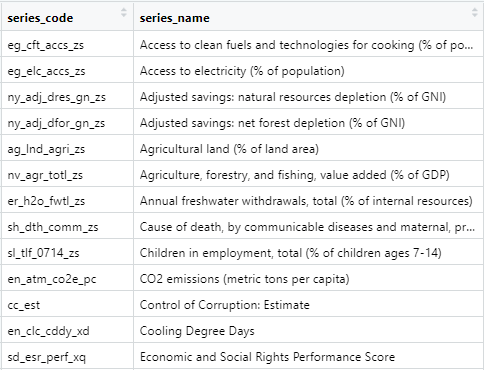 series_code series_name
eg_cft_accs_zs Access to clean fuels and technologies for cooking (% of po...
eg_elc_accs_zs Access to electricity (% of population)
ny_adj_dres_gn_zs Adjusted savings: natural resources depletion (% of GNI)
ny_adj_dfor_gn_zs Adjusted savings: net forest depletion (% of GNI)
ag_lnd_agri_zs Agricultural land (% of land area)
nv_agr_totl_zs Agriculture, forestry, and fishing, value added (% of GDP)
er_h2o_fwtl_zs Annual freshwater withdrawals, total (% of internal resources)
sh_dth_comm_zs Cause of death, by communicable diseases and maternal, pr...
sl_tlf_0714_zs Children in employment, total (% of children ages 7-14)
en_atm_co2e_pc CO2 emissions (metric tons per capita)
cc_est Control of Corruption: Estimate
en_clc_cddy_xd Cooling Degree Days
sd_esr_perf_xq Economic and Social Rights Performance Score